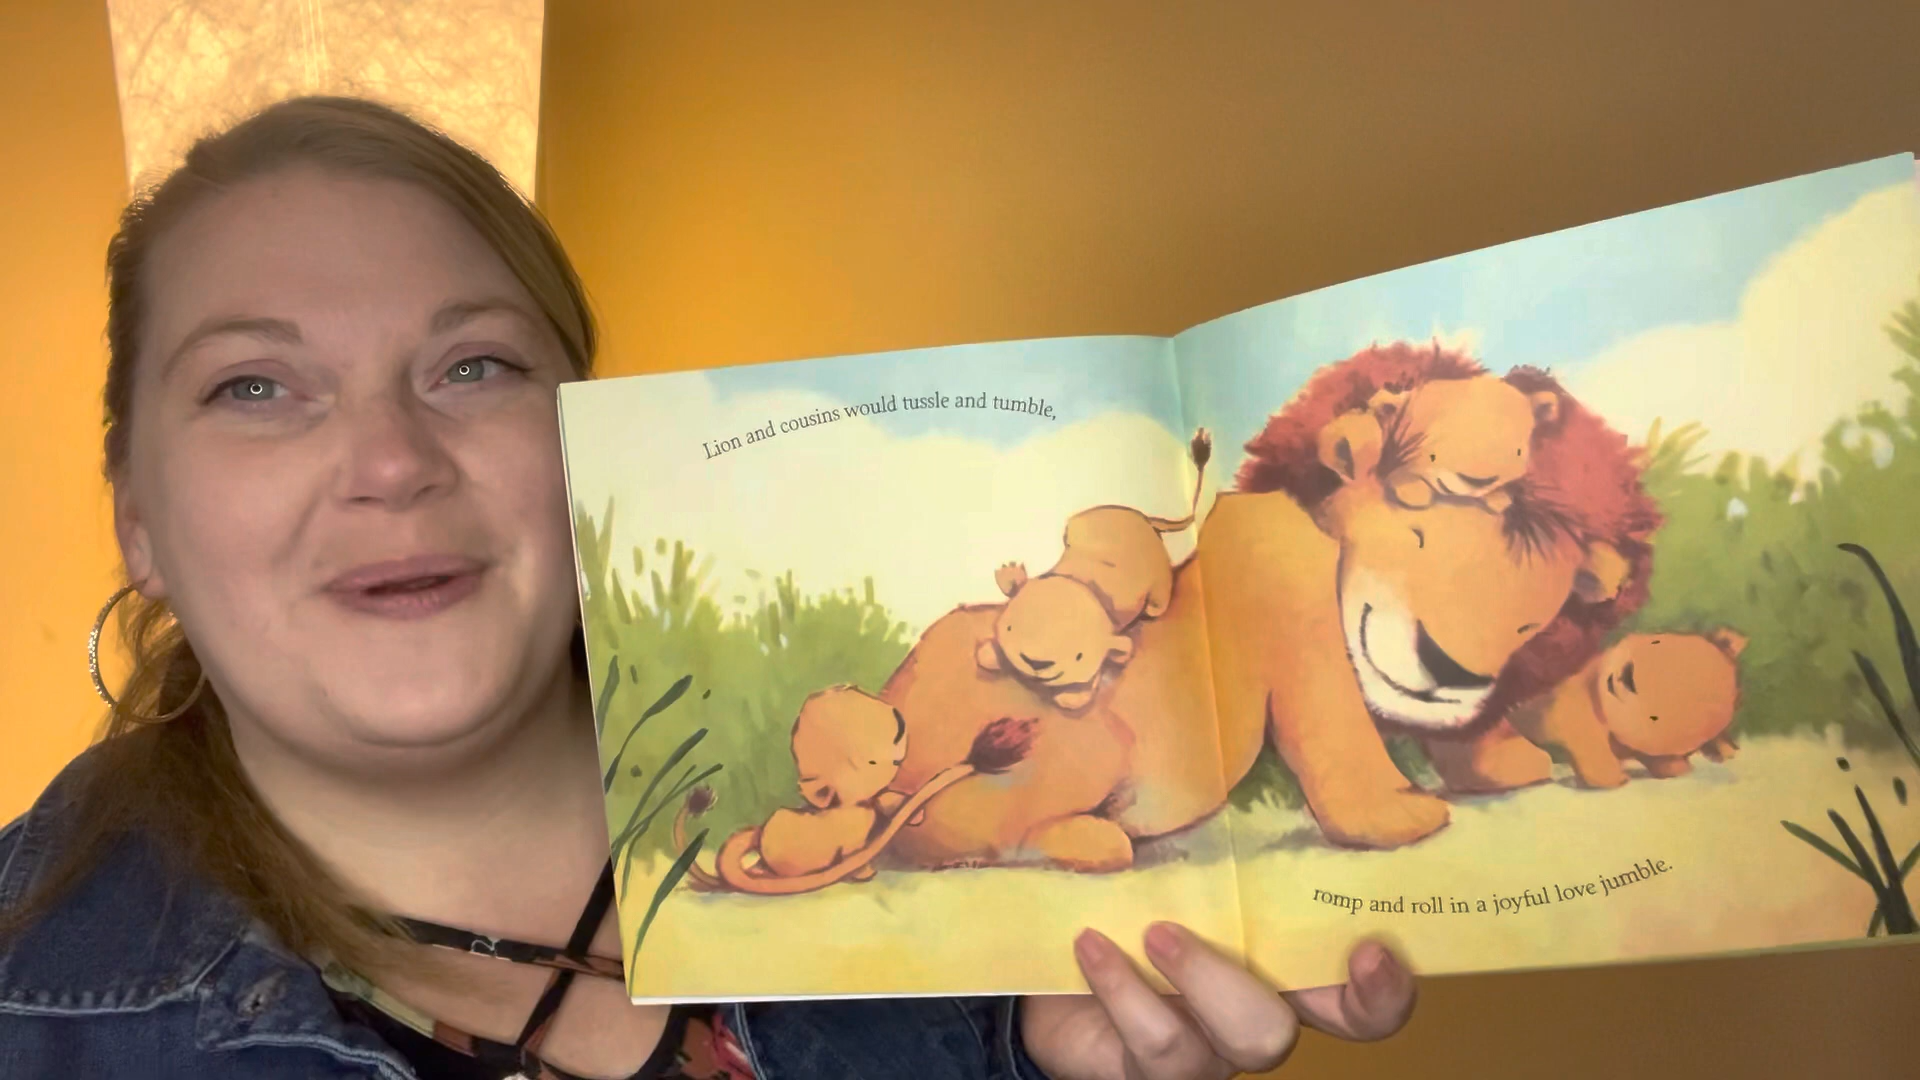 Lion and cousins would tussle and tumble,
romp and roll in a joyful love jumble.